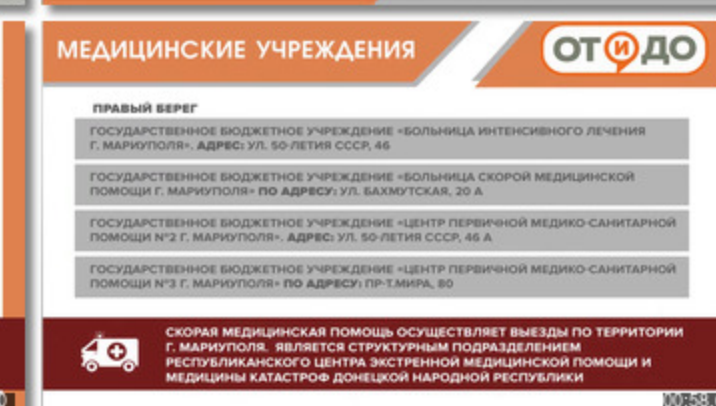 МЕДИЦИНСКИЕ УЧРЕЖДЕНИЯ
ОТ И ДО
ПРАВЫЙ БЕРЕГ
ГОСУДАРСТВЕННОЕ БЮДЖЕТНОЕ УЧРЕЖДЕНИЕ «БОЛЬНИЦА ИНТЕНСИВНОГО ЛЕЧЕНИЯ
Г. МАРИУПОЛЯ». АДРЕС: УЛ. 50-ЛЕТИЯ СССР, 46
ГОСУДАРСТВЕННОЕ БЮДЖЕТНОЕ УЧРЕЖДЕНИЕ «БОЛЬНИЦА СКОРОЙ МЕДИЦИНСКОЙ
ПОМОЩИ Г. МАРИУПОЛЯ» ПО АДРЕСУ: УЛ. БАХМУТСКАЯ, 20 А
ГОСУДАРСТВЕННОЕ БЮДЖЕТНОЕ УЧРЕЖДЕНИЕ «ЦЕНТР ПЕРВИЧНОЙ МЕДИКО-САНИТАРНОЙ
ПОМОЩИ №2 Г. МАРИУПОЛЯ». АДРЕС: УЛ. 50-ЛЕТИЯ СССР, 46 А
ГОСУДАРСТВЕННОЕ БЮДЖЕТНОЕ УЧРЕЖДЕНИЕ «ЦЕНТР ПЕРВИЧНОЙ МЕДИКО-САНИТАРНОЙ
ПОМОЩИ №3 Г. МАРИУПОЛЯ» ПО АДРЕСУ: ПР-Т.МИРА, 80
СКОРАЯ МЕДИЦИНСКАЯ ПОМОЩЬ ОСУЩЕСТВЛЯЕТ ВЫЕЗДЫ ПО ТЕРРИТОРИИ
Г. МАРИУПОЛЯ. ЯВЛЯЕТСЯ СТРУКТУРНЫМ ПОДРАЗДЕЛЕНИЕМ
РЕСПУБЛИКАНСКОГО ЦЕНТРА ЭКСТРЕННОЙ МЕДИЦИНСКОЙ ПОМОЩИ И
МЕДИЦИНЫ КАТАСТРОФ ДОНЕЦКОЙ НАРОДНОЙ РЕСПУБЛИКИ